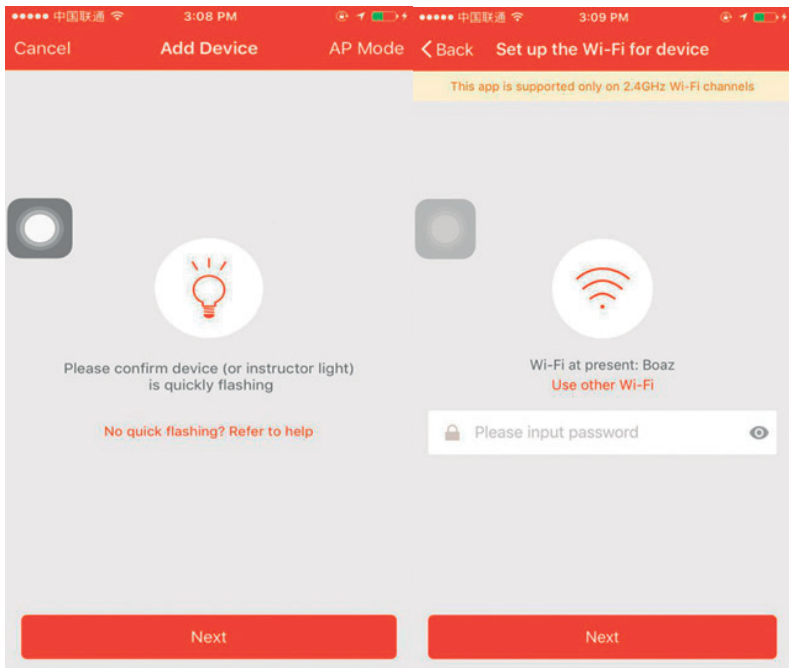 中国联通 3:08 PM
Cancel Add Device AP Mode
Please confirm device (or instructor light)
is quickly flashing
No quick flashing? Refer to help
Next
中国联通 3:09 PM
Back Set up the Wi-Fi for device
This app is supported only on 2.4GHz Wi-Fi channels
Wi-Fi at present: Boaz
Use other Wi-Fi
Please input password
Next